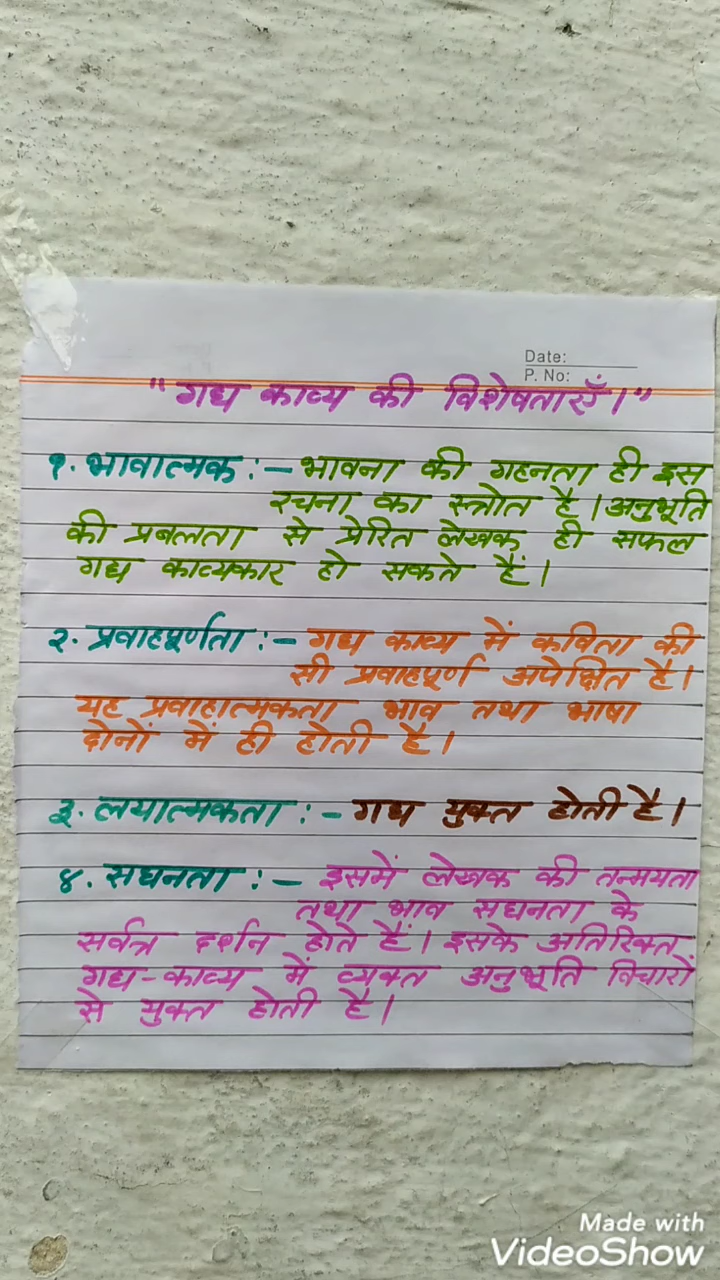 Date:
P. No:
"गद्य काव्य की विशेषताएँ।"
१. भावात्मक :- भावना की गहनता ही इस
रचना का स्त्रोत है। अनुभूति
की प्रबलता से प्रेरित लेखक ही सफल
गद्य काव्यकार हो सकते हैं।
२. प्रवाहपूर्णता :- गद्य काव्य में कविता की
सी प्रवाहपूर्ण अपेक्षित है।
यह प्रवाहात्मकता भाव तथा भाषा
दोनों में ही होती है।
३. लयात्मकता :- गद्य युक्त होती है।
४. सघनता :- इसमें लेखक की तन्मयता
तथा भाव सघनता के
सर्वत्र दर्शन होते हैं। इसके अतिरिक्त
गद्य-काव्य में व्यक्त अनुभूति विचारों
से युक्त होती है।
Made with
VideoShow